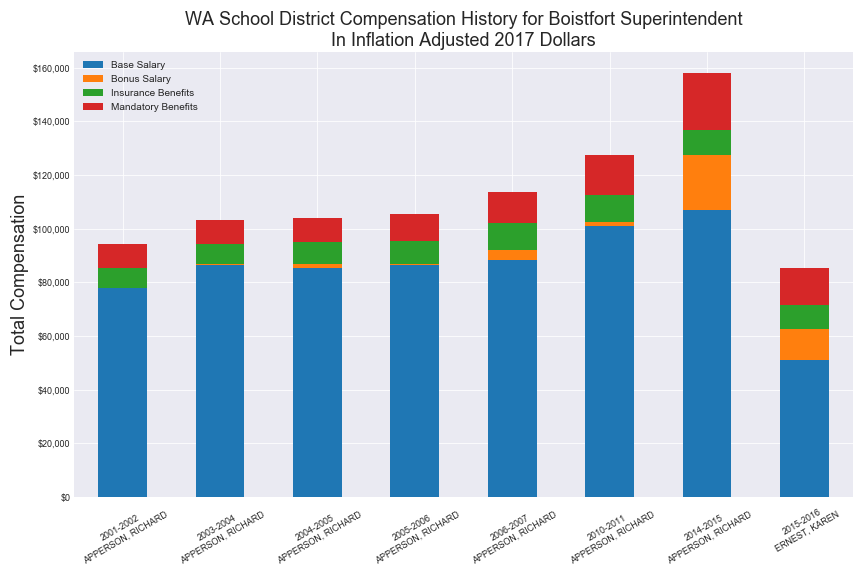 WA School District Compensation History for Boistfort Superintendent
In Inflation Adjusted 2017 Dollars
Base Salary
Bonus Salary
Insurance Benefits
Mandatory Benefits
Total Compensation
$160,000
$140,000
$120,000
$100,000
$80,000
$60,000
$40,000
$20,000
$0
2001-2002
APPERSON, RICHARD
2003-2004
APPERSON, RICHARD
2004-2005
APPERSON, RICHARD
2005-2006
APPERSON, RICHARD
2006-2007
APPERSON, RICHARD
2010-2011
APPERSON, RICHARD
2014-2015
APPERSON, RICHARD
2015-2016
ERNEST, KAREN